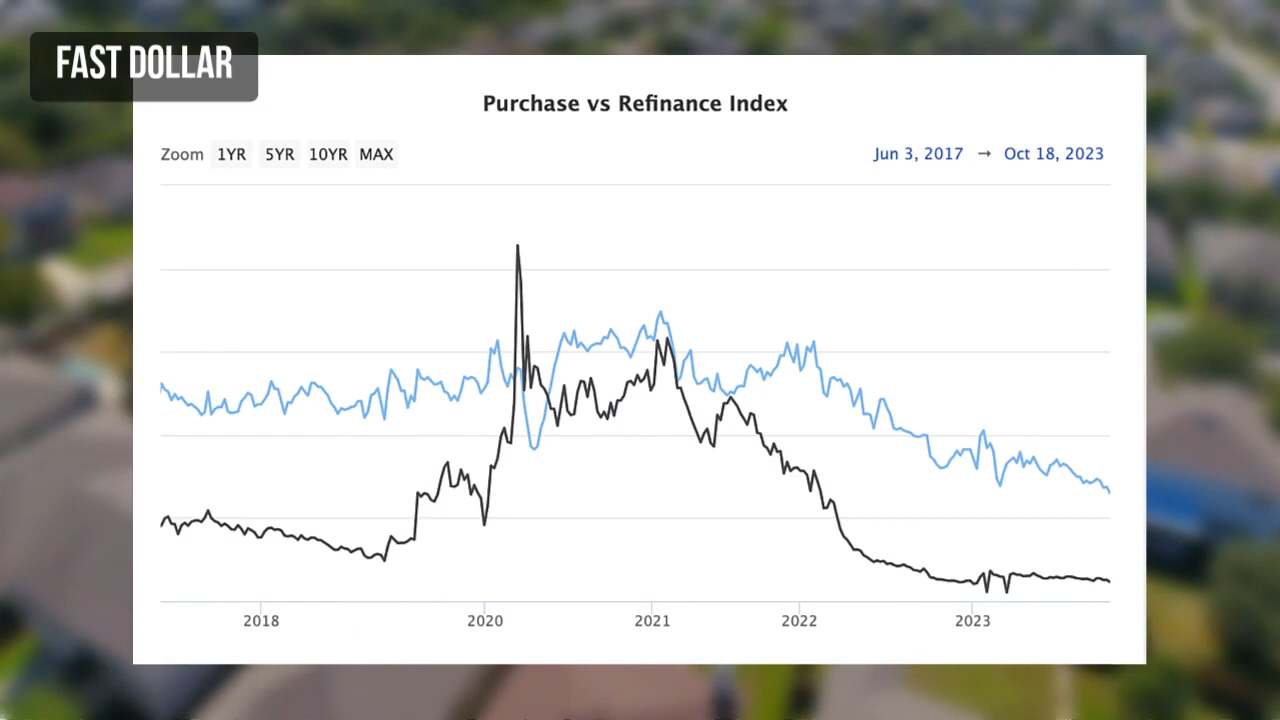 FAST DOLLAR
Purchase vs Refinance Index
Zoom 1YR 5YR 10YR MAX
Jun 3, 2017 → Oct 18, 2023
2018 2020 2021 2022 2023